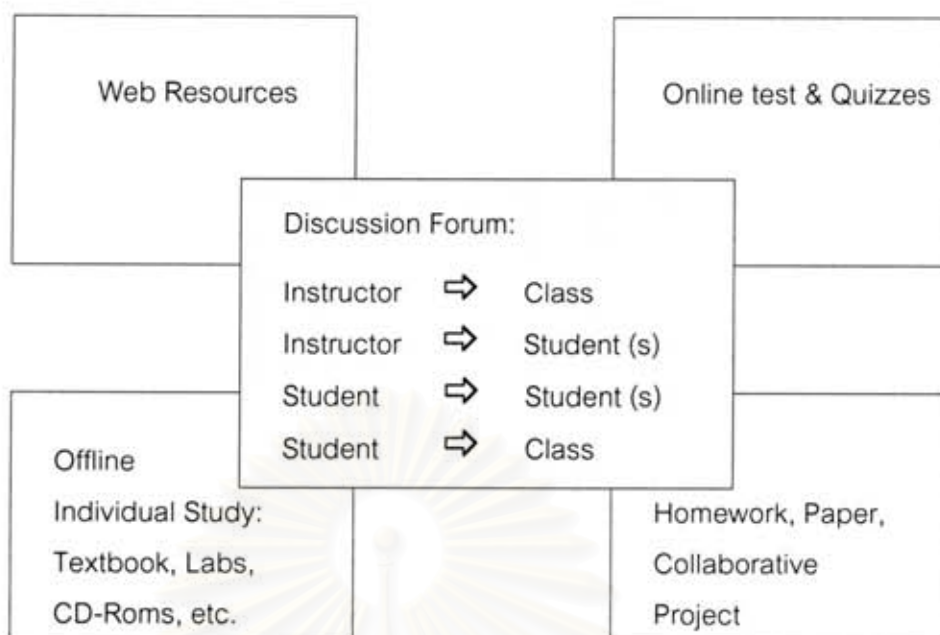 Web Resources
Online test & Quizzes
Discussion Forum:
Instructor ⇨ Class
Instructor ⇨ Student (s)
Student ⇨ Student (s)
Student ⇨ Class
Offline
Individual Study:
Textbook, Labs,
CD-Roms, etc.
Homework, Paper,
Collaborative
Project